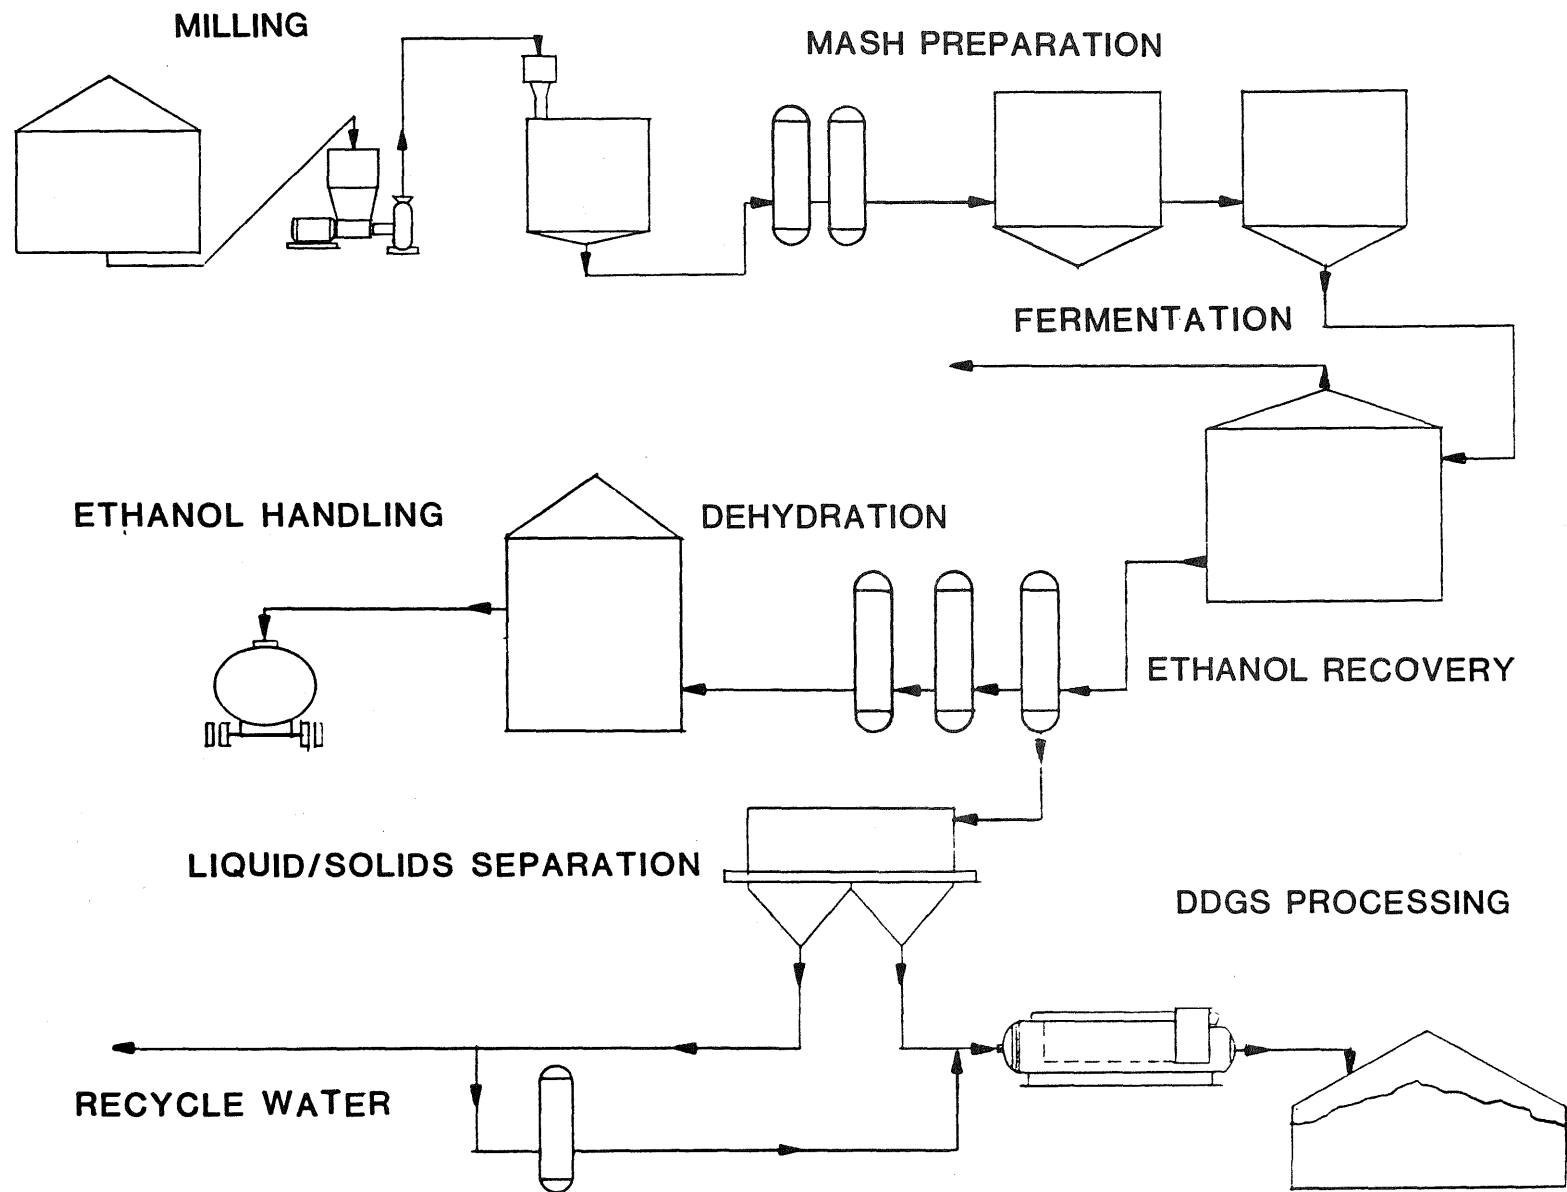 MILLING
MASH PREPARATION
FERMENTATION
ETHANOL HANDLING
DEHYDRATION
ETHANOL RECOVERY
LIQUID/SOLIDS SEPARATION
DDGS PROCESSING
RECYCLE WATER